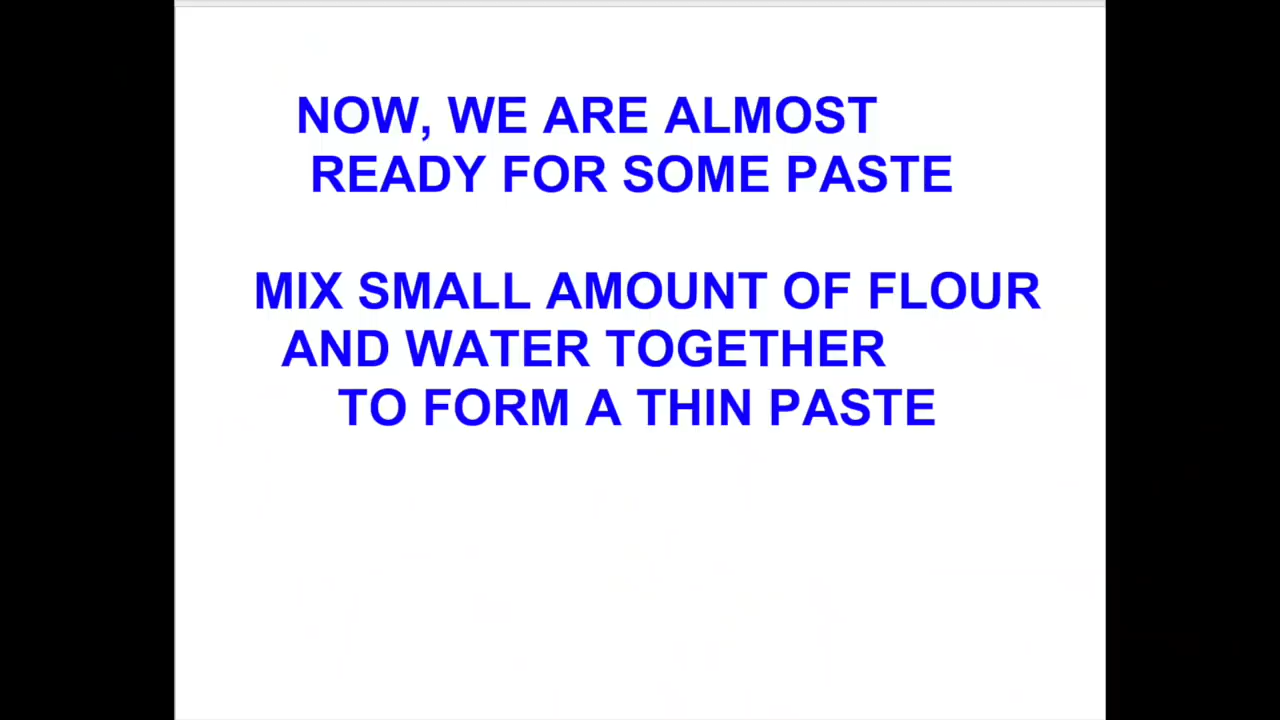 NOW, WE ARE ALMOST
READY FOR SOME PASTE
MIX SMALL AMOUNT OF FLOUR
AND WATER TOGETHER
TO FORM A THIN PASTE